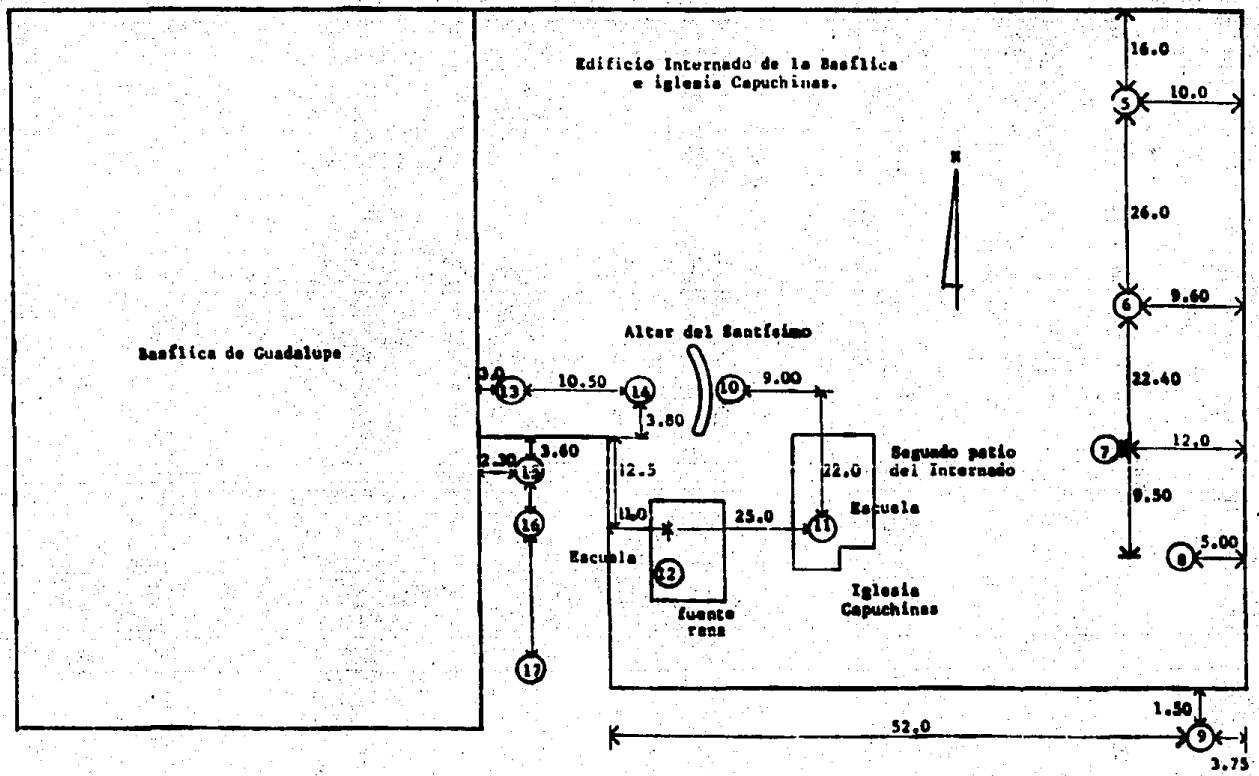 Edificio Internado de la Basílica
e iglesia Capuchinas.
16.0
5
10.0
N
26.0
6
9.60
Altar del Santísimo
Basílica de Guadalupe
3.0
13
10.50
14
10
9.00
22.40
3.80
3.60
2.30
15
12.5
22.0
Segundo patio
del Internado
7
12.0
9.50
16
11.0
25.0
11
Escuela
Escuela
12
8
5.00
fuente
rana
Iglesia
Capuchinas
17
1.50
52.0
9
3.75